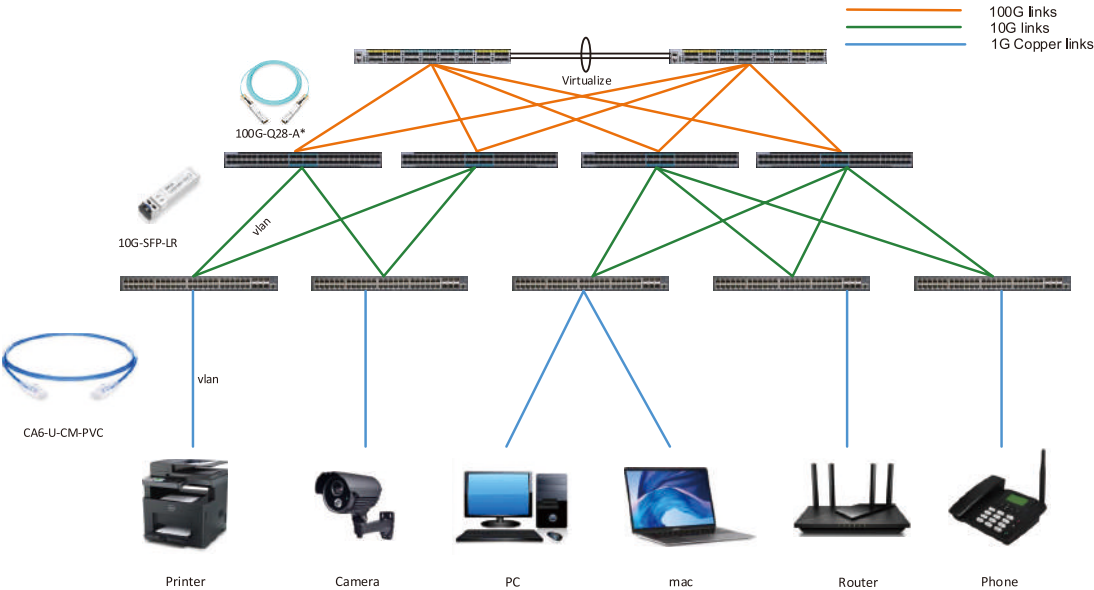 100G links
10G links
1G Copper links
Virtualize
100G-Q28-A*
10G-SFP-LR
vlan
vlan
CA6-U-CM-PVC
Printer
Camera
PC
mac
Router
Phone